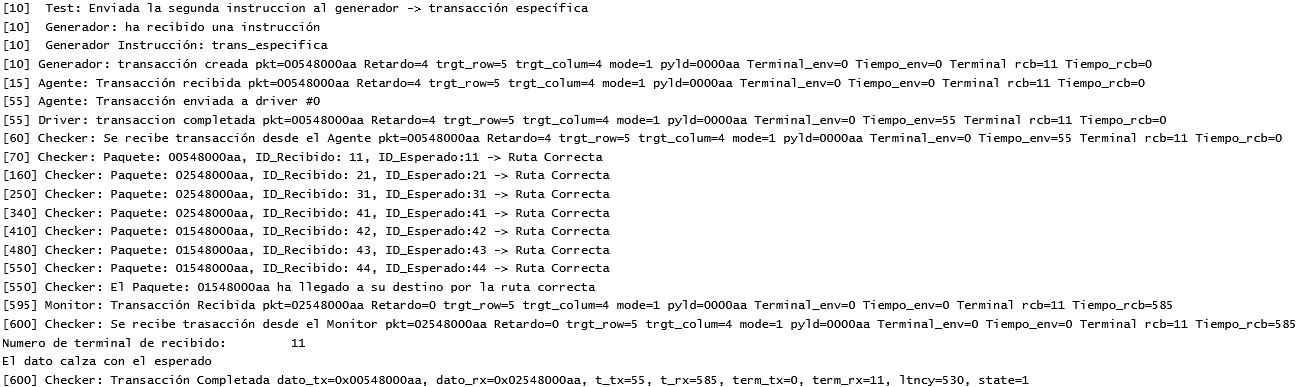 [10]  Test: Enviada la segunda instruccion al generador -> transacción específica
[10]  Generador: ha recibido una instrucción
[10]  Generador Instrucción: trans_especifica
[10] Generador: transacción creada pkt=00548000aa Retardo=4 trgt_row=5 trgt_colum=4 mode=1 pyld=0000aa Terminal_env=0 Tiempo_env=0 Terminal rcb=11 Tiempo_rcb=0
[15] Agente: Transacción recibida pkt=00548000aa Retardo=4 trgt_row=5 trgt_colum=4 mode=1 pyld=0000aa Terminal_env=0 Tiempo_env=0 Terminal rcb=11 Tiempo_rcb=0
[55] Agente: Transacción enviada a driver #0
[55] Driver: transaccion completada pkt=00548000aa Retardo=4 trgt_row=5 trgt_colum=4 mode=1 pyld=0000aa Terminal_env=0 Tiempo_env=55 Terminal rcb=11 Tiempo_rcb=0
[60] Checker: Se recibe transacción desde el Agente pkt=00548000aa Retardo=4 trgt_row=5 trgt_colum=4 mode=1 pyld=0000aa Terminal_env=0 Tiempo_env=55 Terminal rcb=11 Tiempo_rcb=0
[70] Checker: Paquete: 00548000aa, ID_Recibido: 11, ID_Esperado:11 -> Ruta Correcta
[160] Checker: Paquete: 02548000aa, ID_Recibido: 21, ID_Esperado:21 -> Ruta Correcta
[250] Checker: Paquete: 02548000aa, ID_Recibido: 31, ID_Esperado:31 -> Ruta Correcta
[340] Checker: Paquete: 02548000aa, ID_Recibido: 41, ID_Esperado:41 -> Ruta Correcta
[410] Checker: Paquete: 01548000aa, ID_Recibido: 42, ID_Esperado:42 -> Ruta Correcta
[480] Checker: Paquete: 01548000aa, ID_Recibido: 43, ID_Esperado:43 -> Ruta Correcta
[550] Checker: Paquete: 01548000aa, ID_Recibido: 44, ID_Esperado:44 -> Ruta Correcta
[550] Checker: El Paquete: 01548000aa ha llegado a su destino por la ruta correcta
[595] Monitor: Transacción Recibida pkt=02548000aa Retardo=0 trgt_row=5 trgt_colum=4 mode=1 pyld=0000aa Terminal_env=0 Tiempo_env=0 Terminal rcb=11 Tiempo_rcb=585
[600] Checker: Se recibe trasacción desde el Monitor pkt=02548000aa Retardo=0 trgt_row=5 trgt_colum=4 mode=1 pyld=0000aa Terminal_env=0 Tiempo_env=0 Terminal rcb=11 Tiempo_rcb=585
Numero de terminal de recibido:         11
El dato calza con el esperado
[600] Checker: Transacción Completada dato_tx=0x00548000aa, dato_rx=0x02548000aa, t_tx=55, t_rx=585, term_tx=0, term_rx=11, ltncy=530, state=1